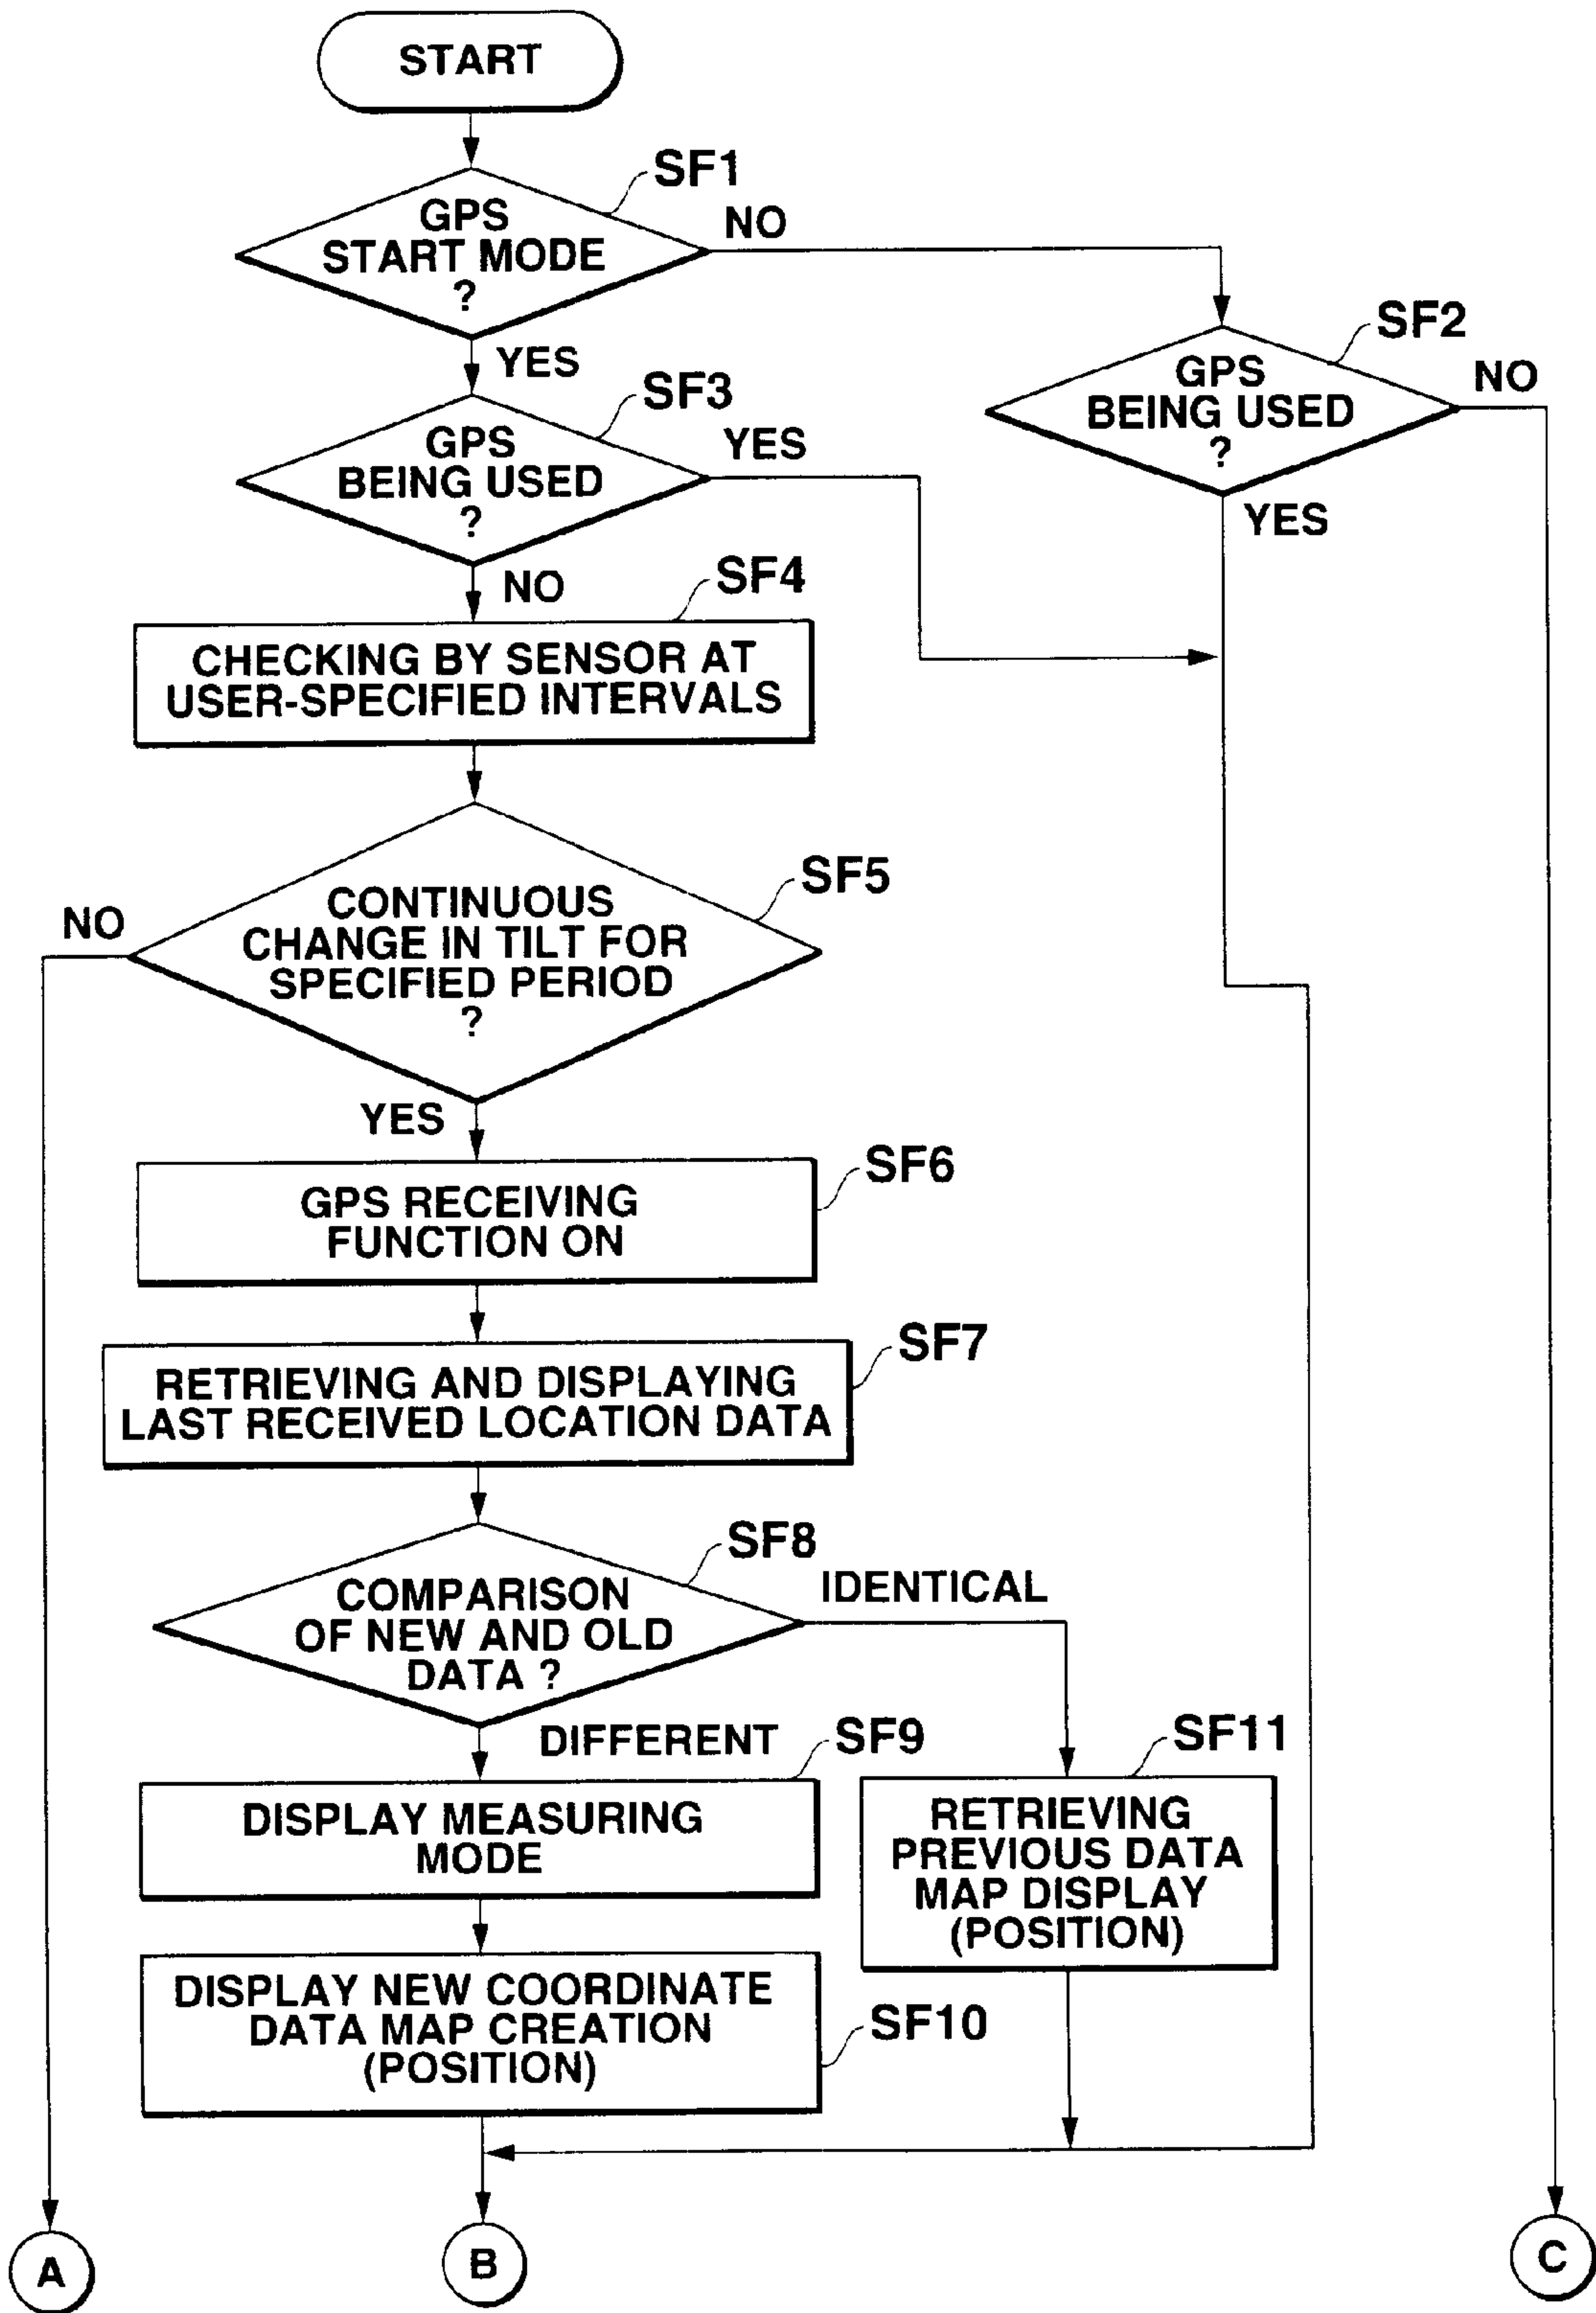 START
SF1
GPS
START MODE
?
NO
YES
SF2
GPS
BEING USED
?
NO
YES
SF3
GPS
BEING USED
?
YES
NO
SF4
CHECKING BY SENSOR AT
USER-SPECIFIED INTERVALS
SF5
CONTINUOUS
CHANGE IN TILT FOR
SPECIFIED PERIOD
?
NO
YES
SF6
GPS RECEIVING
FUNCTION ON
SF7
RETRIEVING AND DISPLAYING
LAST RECEIVED LOCATION DATA
SF8
COMPARISON
OF NEW AND OLD
DATA ?
IDENTICAL
DIFFERENT
SF9
DISPLAY MEASURING
MODE
SF11
RETRIEVING
PREVIOUS DATA
MAP DISPLAY
(POSITION)
DISPLAY NEW COORDINATE
DATA MAP CREATION
(POSITION)
SF10
A
B
C